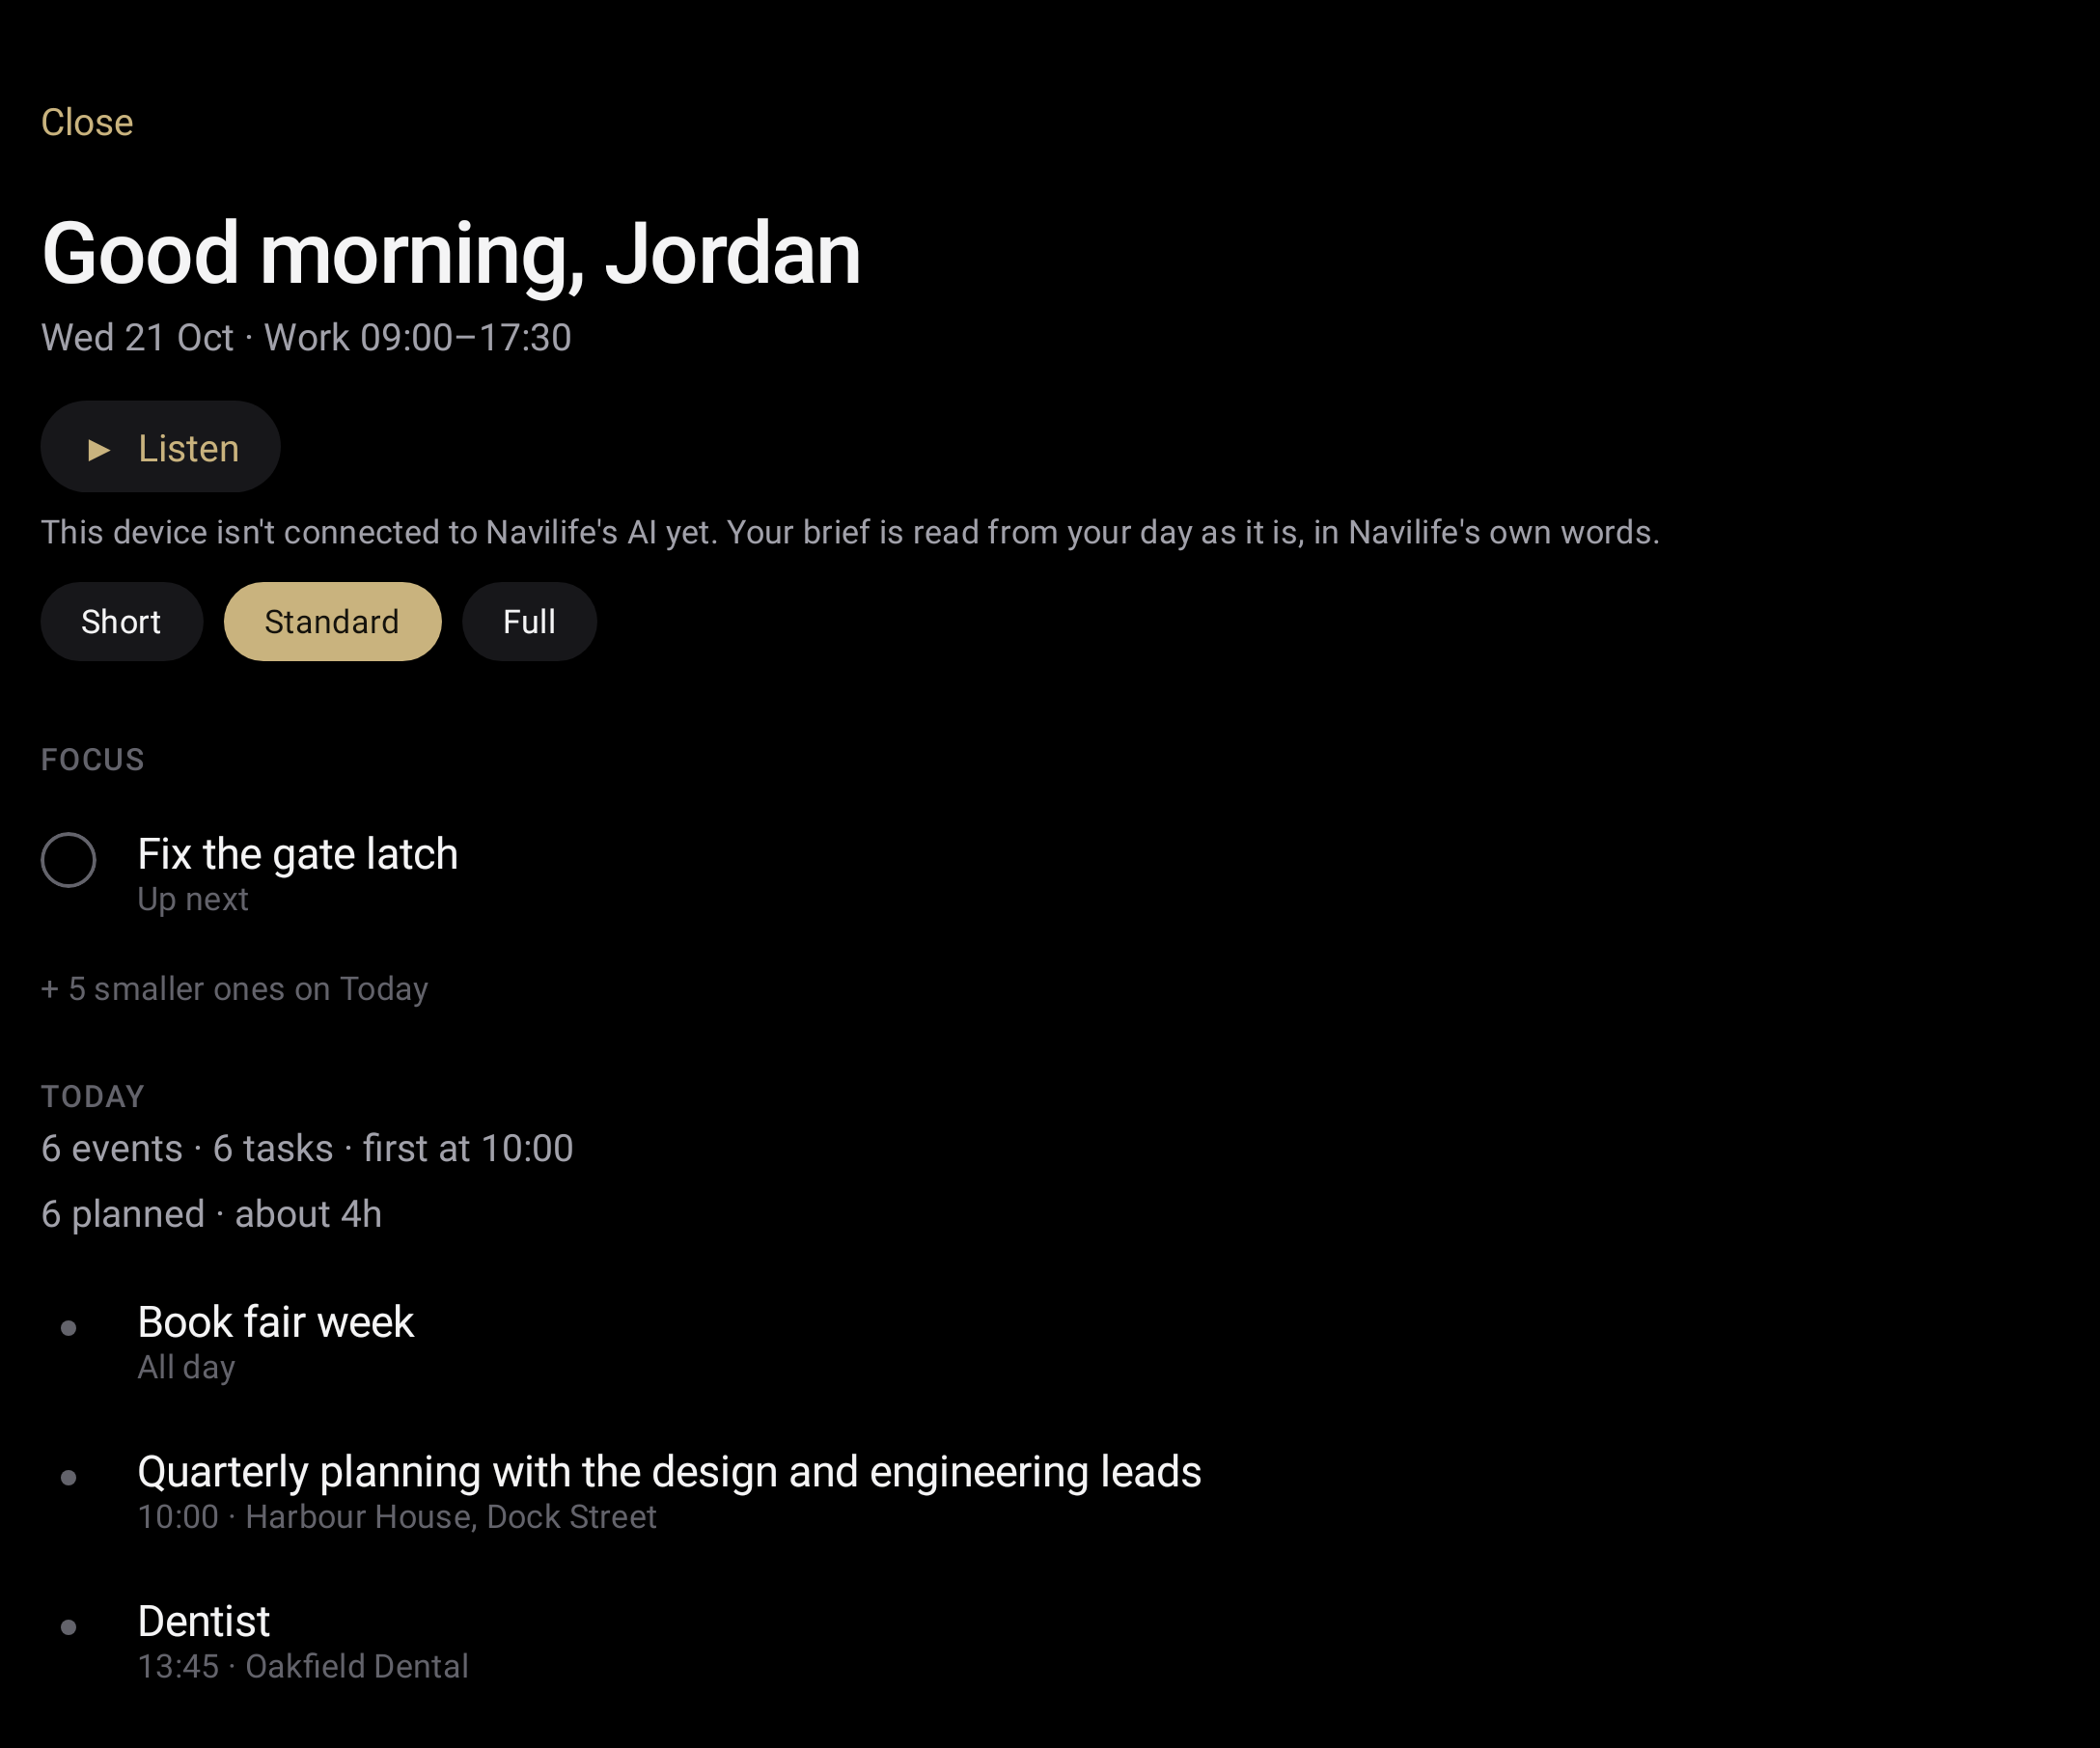 Close
Good morning, Jordan
Wed 21 Oct · Work 09:00–17:30
▶ Listen
This device isn't connected to Navilife's AI yet. Your brief is read from your day as it is, in Navilife's own words.
Short Standard Full
FOCUS
Fix the gate latch
Up next
+ 5 smaller ones on Today
TODAY
6 events · 6 tasks · first at 10:00
6 planned · about 4h
Book fair week
All day
Quarterly planning with the design and engineering leads
10:00 · Harbour House, Dock Street
Dentist
13:45 · Oakfield Dental